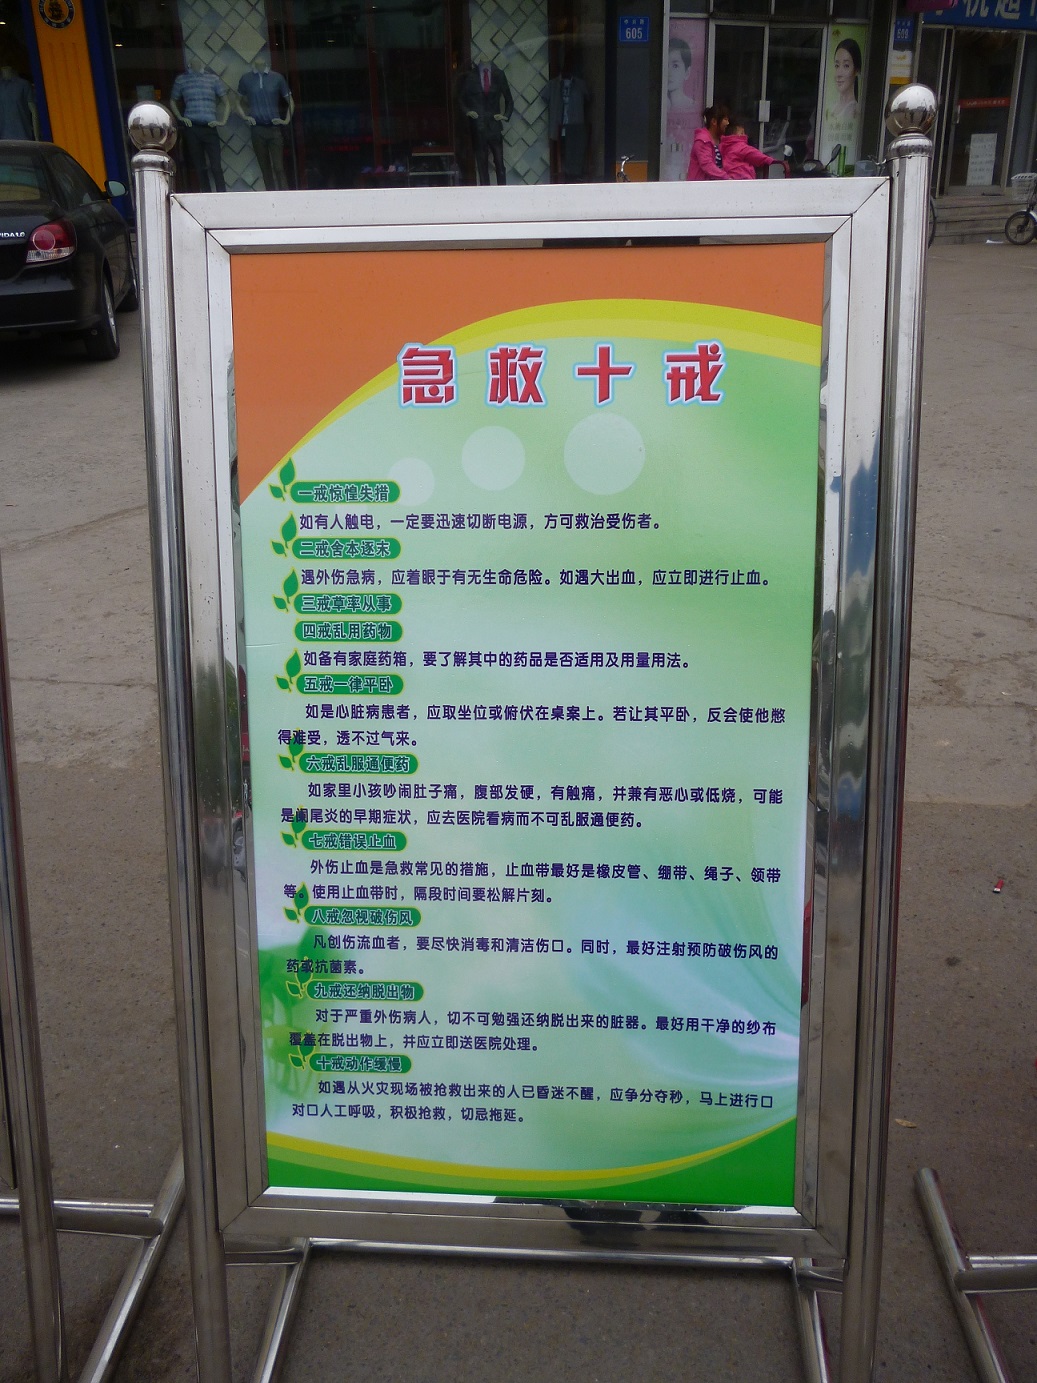 605
急救十戒
一戒惊惶失措
如有人触电，一定要迅速切断电源，方可救治受伤者。
二戒舍本逐末
遇外伤急病，应着眼于有无生命危险。如遇大出血，应立即进行止血。
三戒草率从事
四戒乱用药物
如备有家庭药箱，要了解其中的药品是否适用及用量用法。
五戒一律平卧
如是心脏病患者，应取坐位或俯伏在桌案上。若让其平卧，反会使他憋
得难受，透不过气来。
六戒乱服通便药
如家里小孩吵闹肚子痛，腹部发硬，有触痛，并兼有恶心或低烧，可能
是阑尾炎的早期症状，应去医院看病而不可乱服通便药。
七戒错误止血
外伤止血是急救常见的措施，止血带最好是橡皮管、绷带、绳子、领带
等。使用止血带时，隔段时间要松解片刻。
八戒忽视破伤风
凡创伤流血者，要尽快消毒和清洁伤口。同时，最好注射预防破伤风的
药或抗菌素。
九戒还纳脱出物
对于严重外伤病人，切不可勉强还纳脱出来的脏器。最好用干净的纱布
覆盖在脱出物上，并应立即送医院处理。
十戒动作缓慢
如遇从火灾现场被抢救出来的人已昏迷不醒，应争分夺秒，马上进行口
对口人工呼吸，积极抢救，切忌拖延。